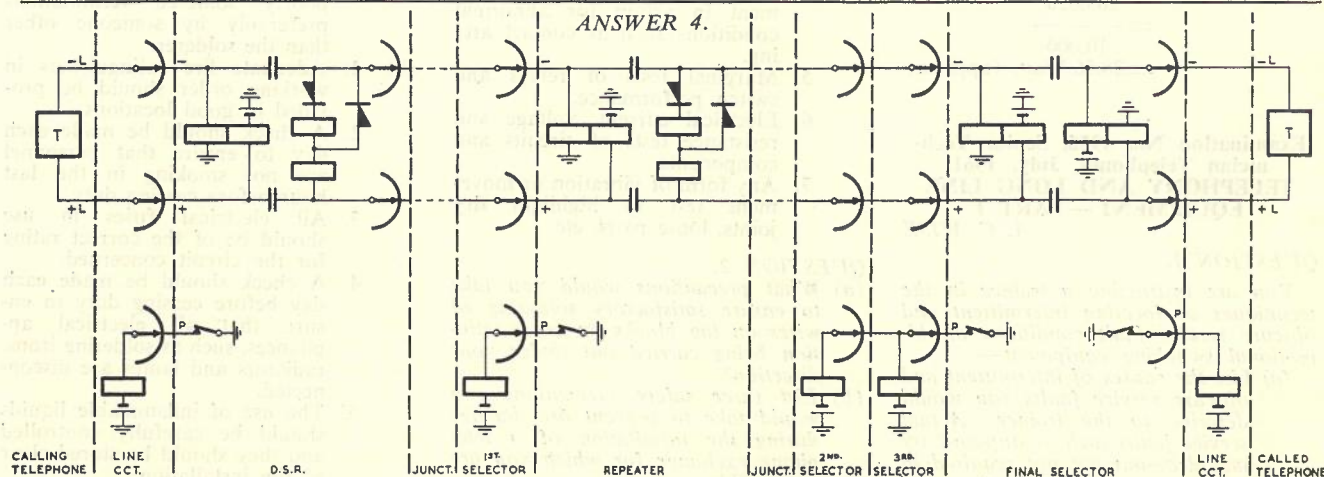 ANSWER 4.
-L - - - - -L
T T
+L + + + +L
P P P P
CALLING TELEPHONE
LINE CCT.
D.S.R.
JUNCT.
1ST. SELECTOR
REPEATER
JUNCT.
2ND. SELECTOR
3RD. SELECTOR
FINAL SELECTOR
LINE CCT.
CALLED TELEPHONE